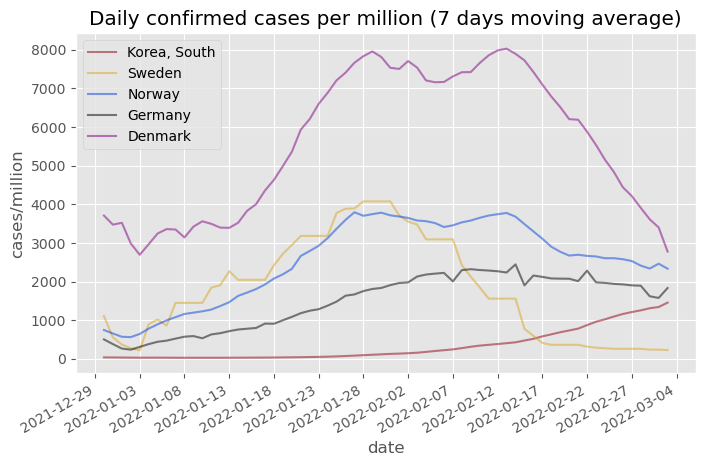 Daily confirmed cases per million (7 days moving average)
8000
7000
6000
5000
4000
3000
2000
1000
0
cases/million
Korea, South
Sweden
Norway
Germany
Denmark
2021-12-29
2022-01-03
2022-01-08
2022-01-13
2022-01-18
2022-01-23
2022-01-28
2022-02-02
2022-02-07
2022-02-12
2022-02-17
2022-02-22
2022-02-27
2022-03-04
date